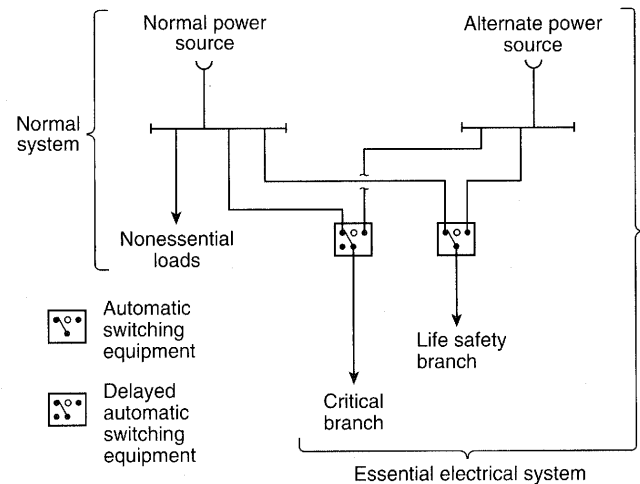 Normal power
source
Alternate power
source
Normal
system
Nonessential
loads
Automatic
switching
equipment
Life safety
branch
Delayed
automatic
switching
equipment
Critical
branch
Essential electrical system